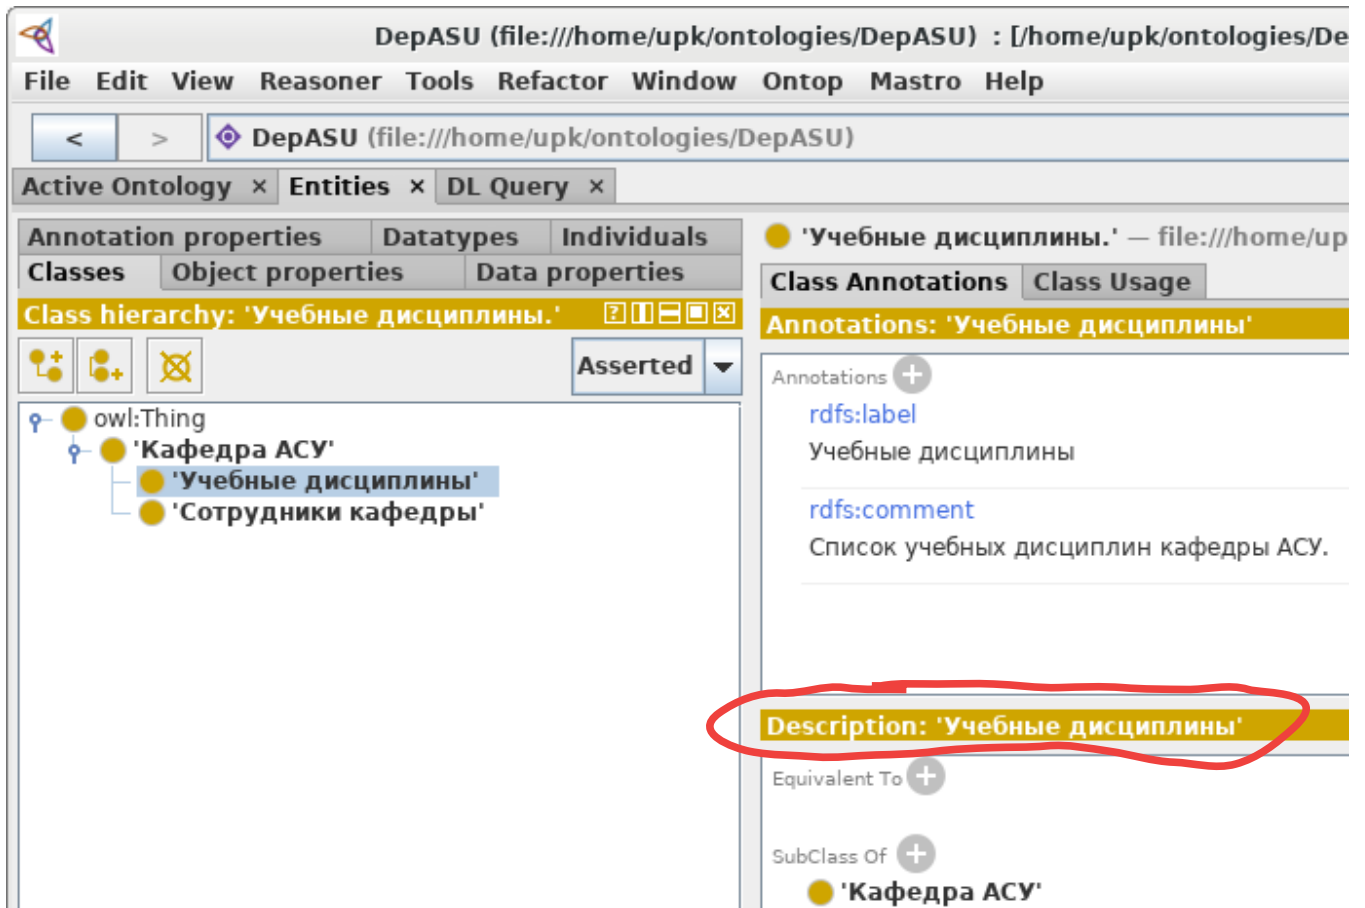 DepASU (file:///home/upk/ontologies/DepASU) : [/home/upk/ontologies/De
File Edit View Reasoner Tools Refactor Window Ontop Mastro Help
< > DepASU (file:///home/upk/ontologies/DepASU)
Active Ontology × Entities × DL Query ×
Annotation properties Datatypes Individuals
Classes Object properties Data properties
Class hierarchy: 'Учебные дисциплины.'
Asserted
owl:Thing
'Кафедра АСУ'
'Учебные дисциплины'
'Сотрудники кафедры'
'Учебные дисциплины.' — file:///home/up
Class Annotations Class Usage
Annotations: 'Учебные дисциплины'
Annotations
rdfs:label
Учебные дисциплины
rdfs:comment
Список учебных дисциплин кафедры АСУ.
Description: 'Учебные дисциплины'
Equivalent To
SubClass Of
'Кафедра АСУ'